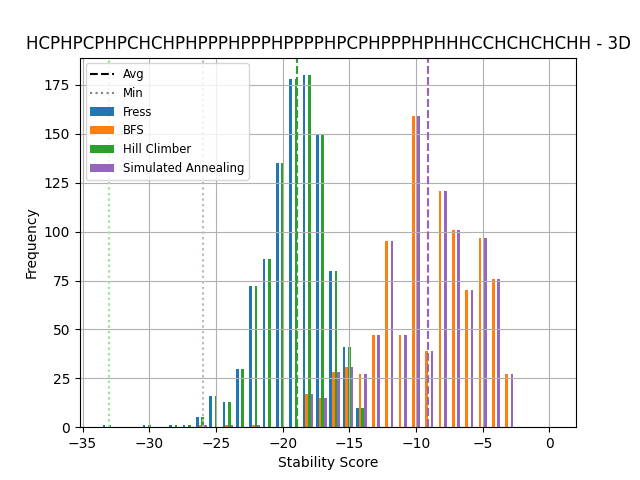 HCPHPCPHPCHCHPHPPPHPPPHPPPPHPCPHPPPHPHHHCCHCHCHCHH - 3D
Avg
Min
Fress
BFS
Hill Climber
Simulated Annealing
Frequency
175
150
125
100
75
50
25
0
−35 −30 −25 −20 −15 −10 −5 0
Stability Score